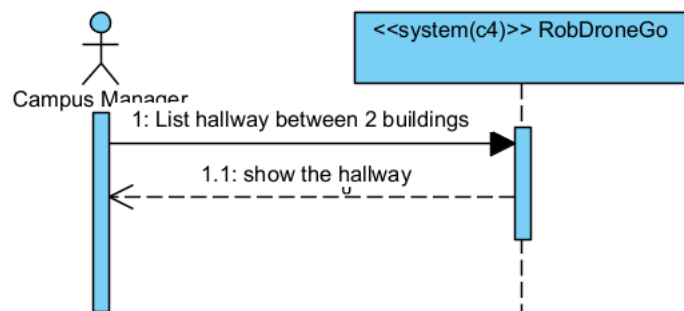 <<system(c4)>> RobDroneGo
Campus Manager
1: List hallway between 2 buildings
1.1: show the hallway